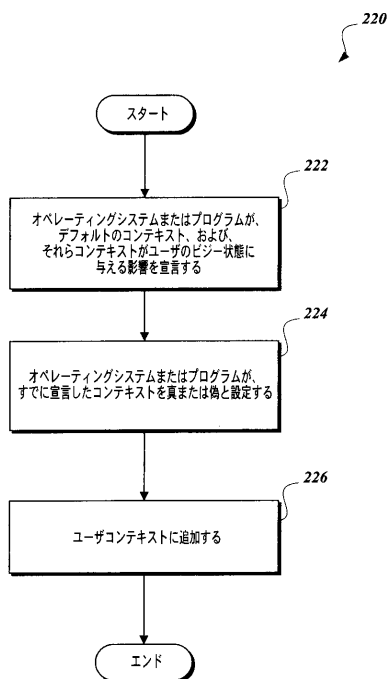 220
スタート
222
オペレーティングシステムまたはプログラムが、
デフォルトのコンテキスト、および、
それらコンテキストがユーザのビジー状態に
与える影響を宣言する
224
オペレーティングシステムまたはプログラムが、
すでに宣言したコンテキストを真または偽と設定する
226
ユーザコンテキストに追加する
エンド